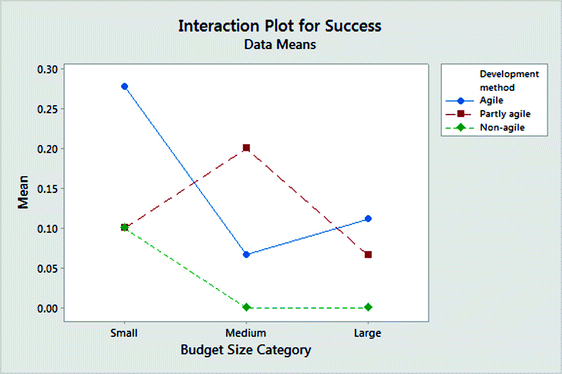 Interaction Plot for Success
Data Means
0.30
0.25
0.20
0.15
0.10
0.05
0.00
Mean
Small Medium Large
Budget Size Category
Development
method
Agile
Partly agile
Non-agile